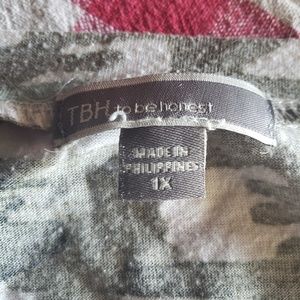 TBH to be honest
MADE IN
PHILIPPINES
1X